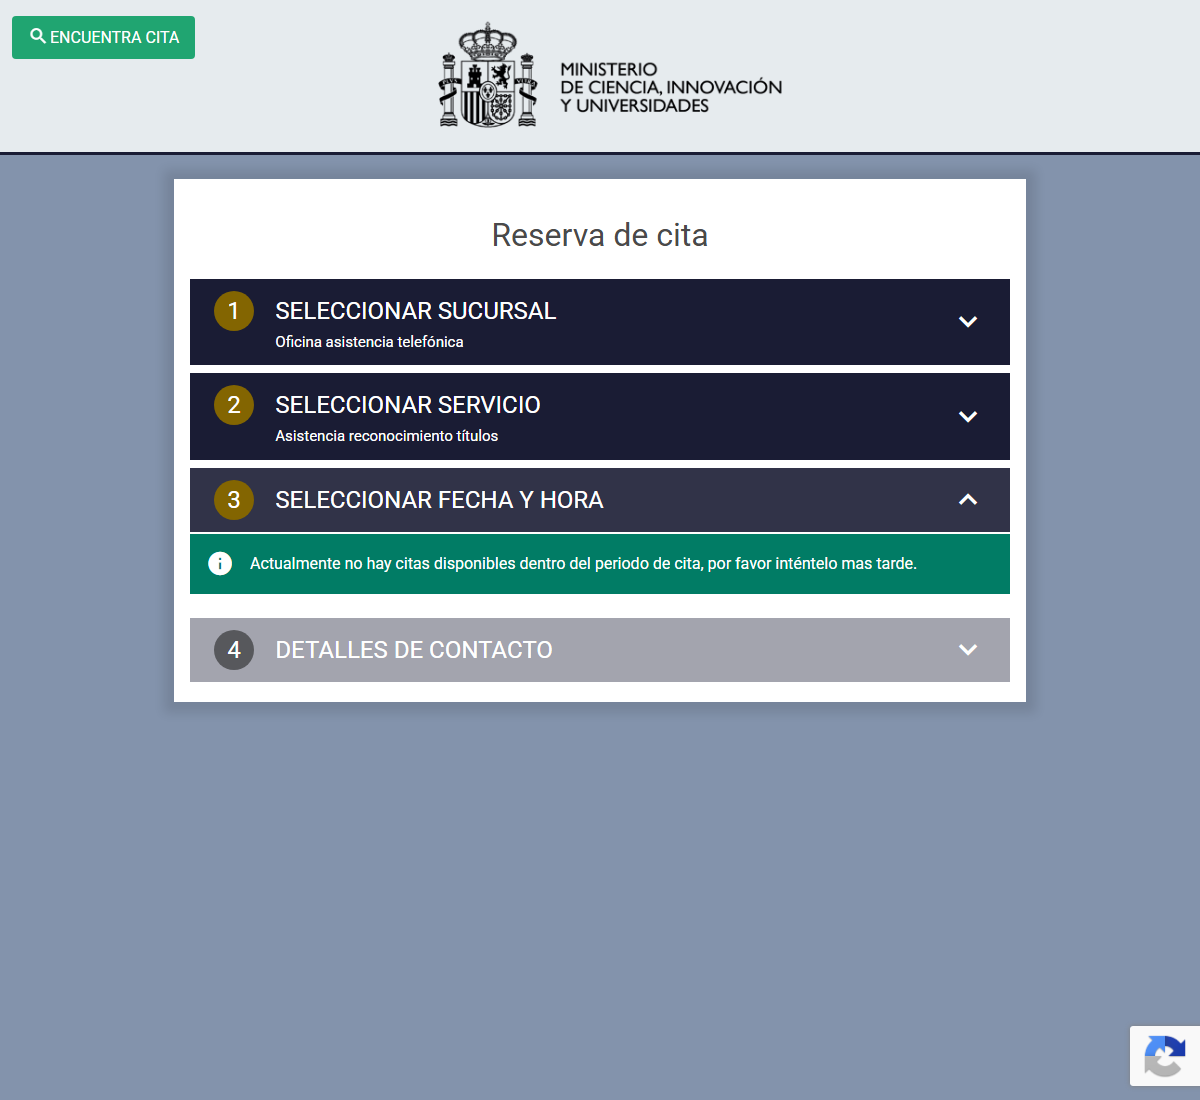 ENCUENTRA CITA
MINISTERIO
DE CIENCIA, INNOVACIÓN
Y UNIVERSIDADES
Reserva de cita
1 SELECCIONAR SUCURSAL
Oficina asistencia telefónica
2 SELECCIONAR SERVICIO
Asistencia reconocimiento títulos
3 SELECCIONAR FECHA Y HORA
Actualmente no hay citas disponibles dentro del periodo de cita, por favor inténtelo mas tarde.
4 DETALLES DE CONTACTO